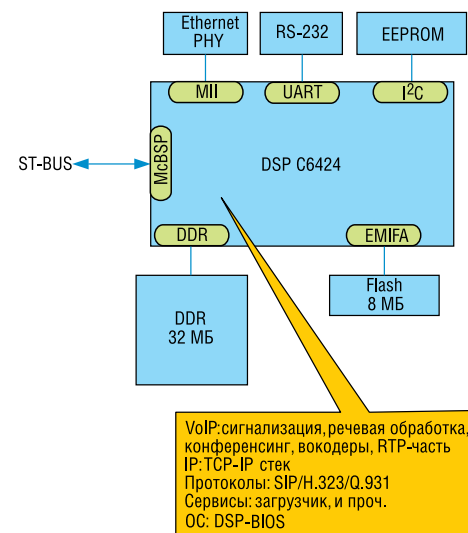 Ethernet
PHY
RS-232
EEPROM
MII
UART
I²C
McBSP
ST-BUS
DSP C6424
DDR
EMIFA
DDR
32 МБ
Flash
8 МБ
VoIP:сигнализация, речевая обработка,
конференсинг, вокодеры, RTP-часть
IP:TCP-IP стек
Протоколы: SIP/H.323/Q.931
Сервисы: загрузчик, и проч.
ОС: DSP-BIOS